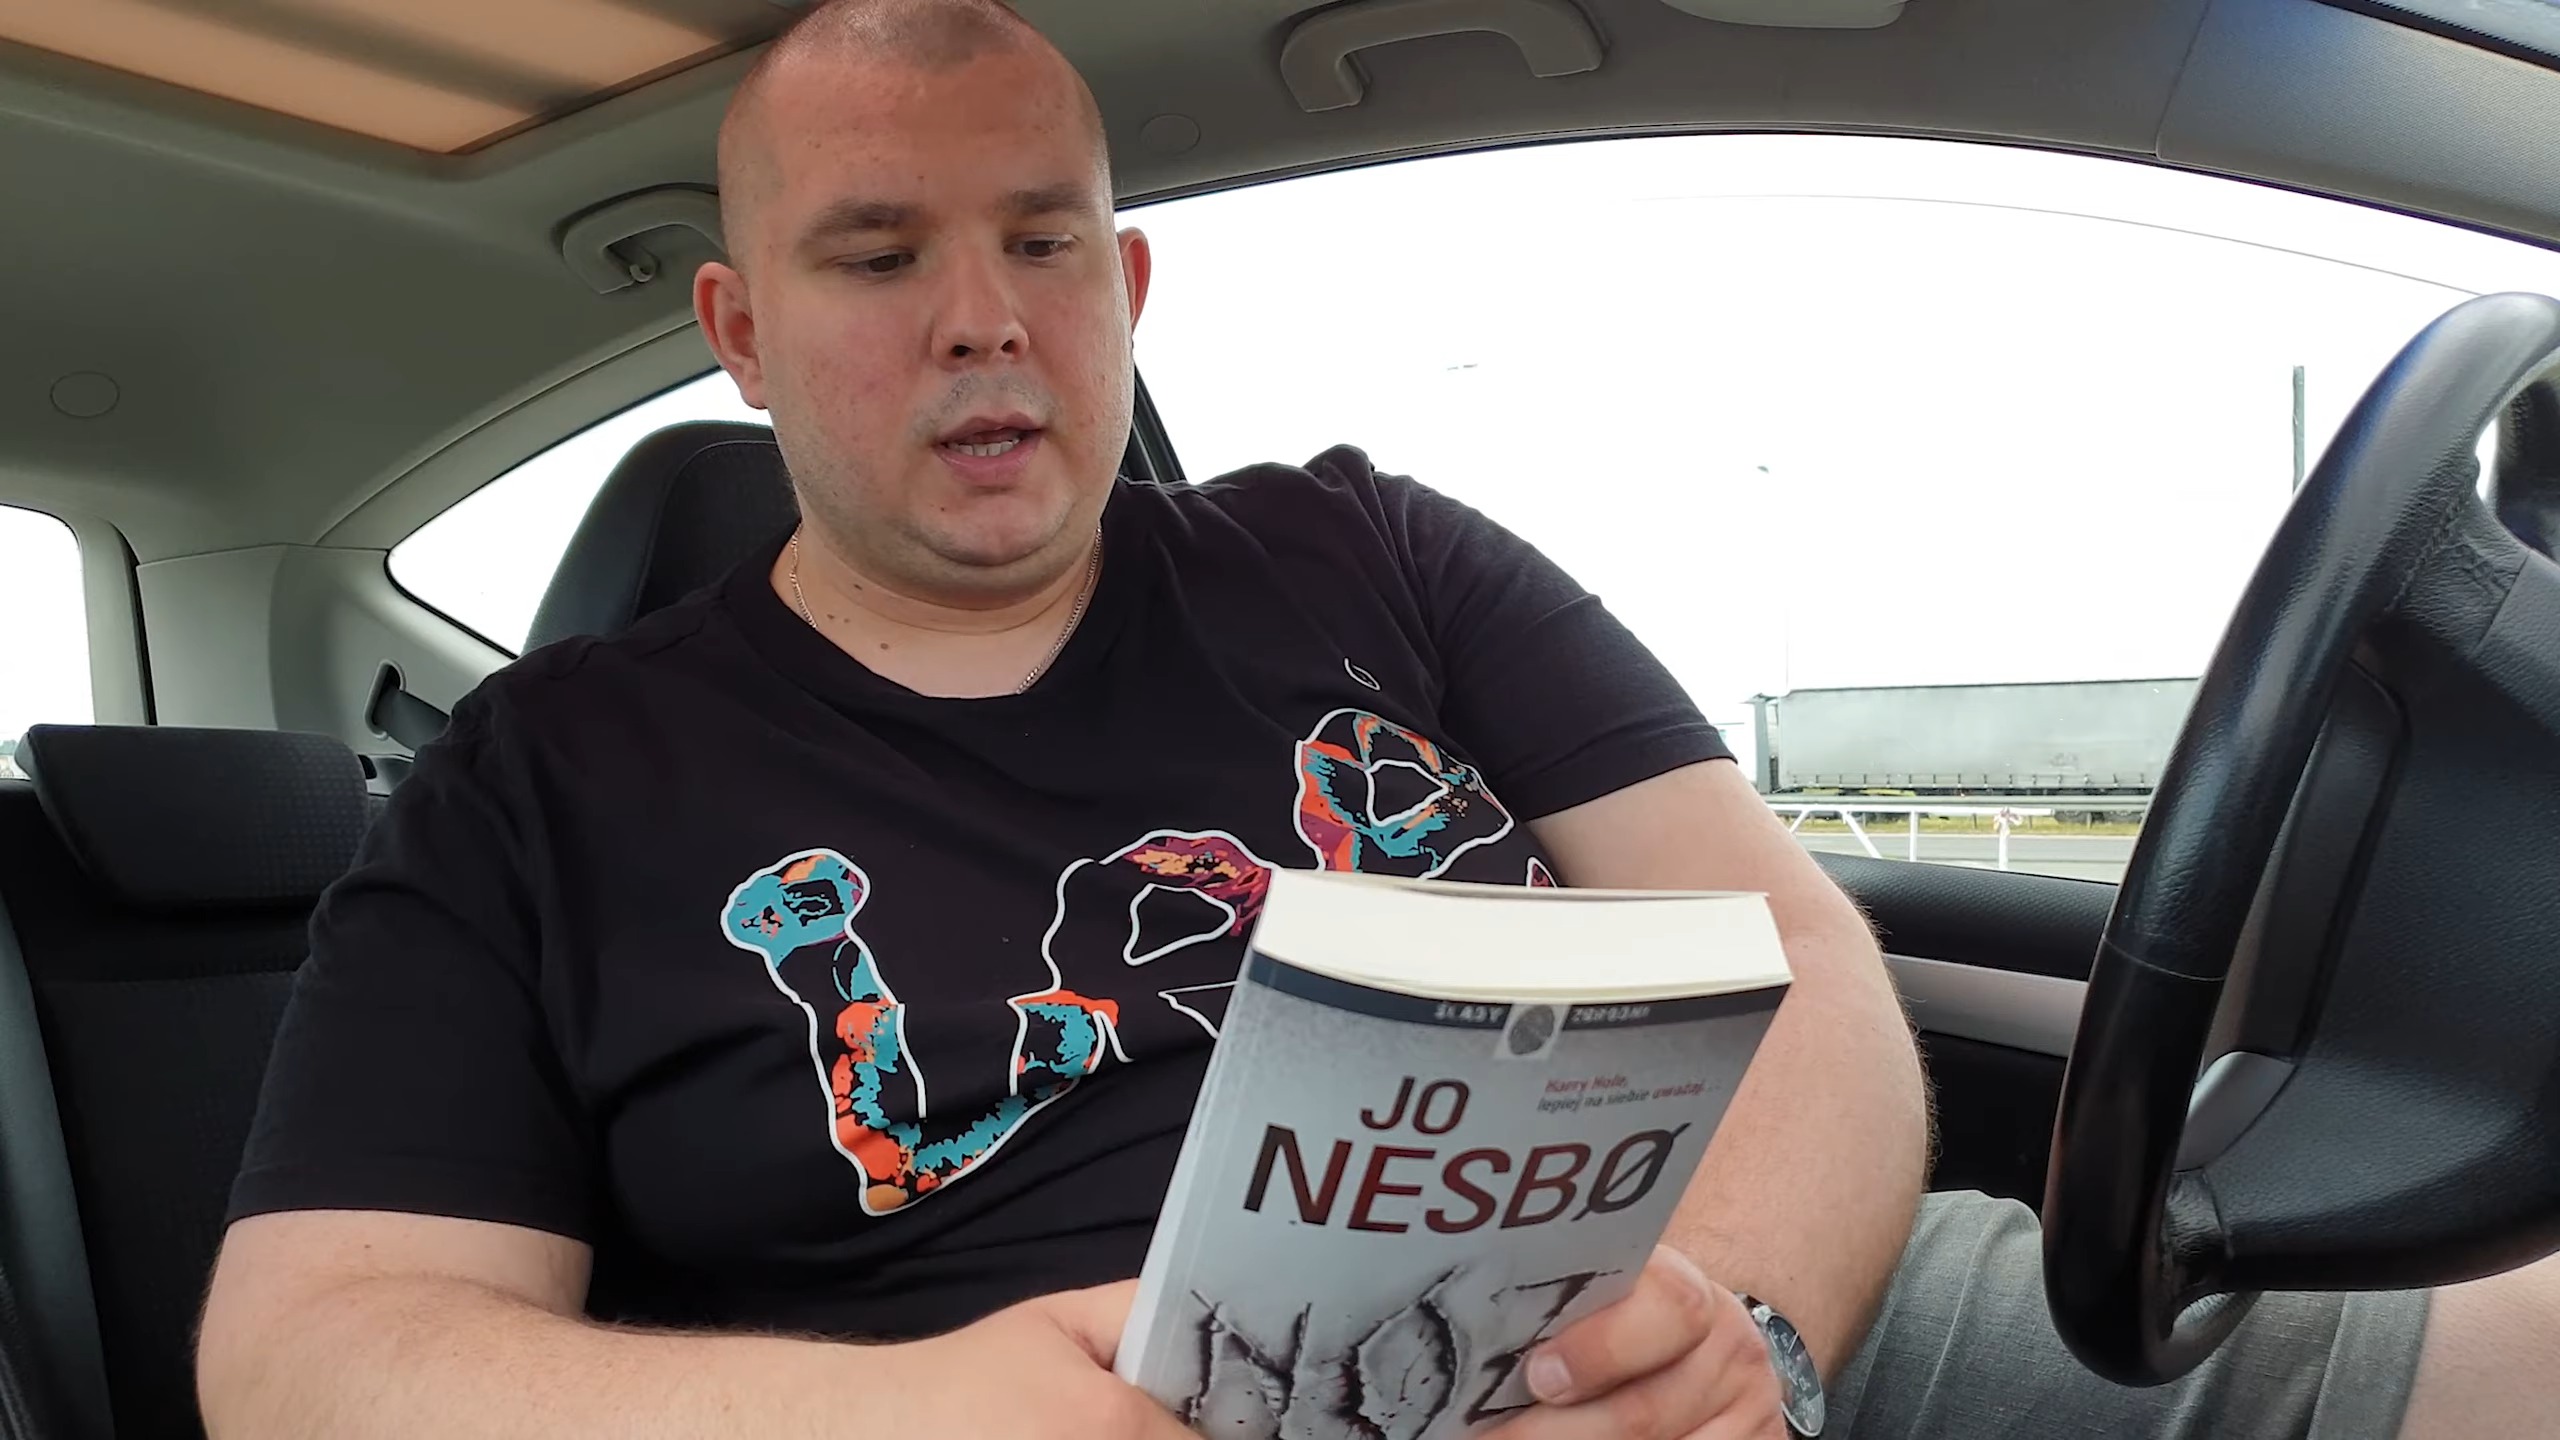 ŚLADY ZBRODNI
JO
NESBØ
Harry Hole,
lepiej na siebie uważaj...
NÓŻ